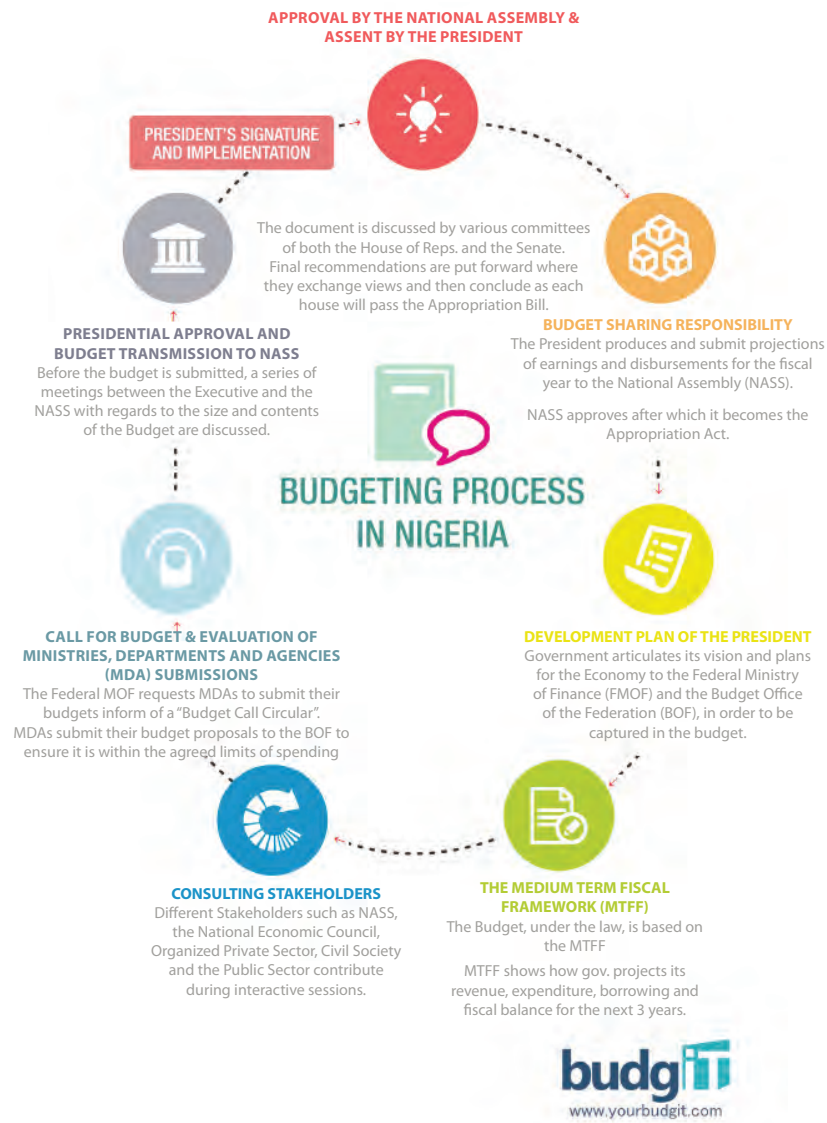 APPROVAL BY THE NATIONAL ASSEMBLY &
ASSENT BY THE PRESIDENT
PRESIDENT'S SIGNATURE
AND IMPLEMENTATION
The document is discussed by various committees
of both the House of Reps. and the Senate.
Final recommendations are put forward where
they exchange views and then conclude as each
house will pass the Appropriation Bill.
BUDGET SHARING RESPONSIBILITY
The President produces and submit projections
of earnings and disbursements for the fiscal
year to the National Assembly (NASS).
NASS approves after which it becomes the
Appropriation Act.
PRESIDENTIAL APPROVAL AND
BUDGET TRANSMISSION TO NASS
Before the budget is submitted, a series of
meetings between the Executive and the
NASS with regards to the size and contents
of the Budget are discussed.
BUDGETING PROCESS
IN NIGERIA
DEVELOPMENT PLAN OF THE PRESIDENT
Government articulates its vision and plans
for the Economy to the Federal Ministry
of Finance (FMOF) and the Budget Office
of the Federation (BOF), in order to be
captured in the budget.
CALL FOR BUDGET & EVALUATION OF
MINISTRIES, DEPARTMENTS AND AGENCIES
(MDA) SUBMISSIONS
The Federal MOF requests MDAs to submit their
budgets inform of a “Budget Call Circular”.
MDAs submit their budget proposals to the BOF to
ensure it is within the agreed limits of spending
THE MEDIUM TERM FISCAL
FRAMEWORK (MTFF)
The Budget, under the law, is based on
the MTFF
MTFF shows how gov. projects its
revenue, expenditure, borrowing and
fiscal balance for the next 3 years.
CONSULTING STAKEHOLDERS
Different Stakeholders such as NASS,
the National Economic Council,
Organized Private Sector, Civil Society
and the Public Sector contribute
during interactive sessions.
budgIT
www.yourbudgit.com